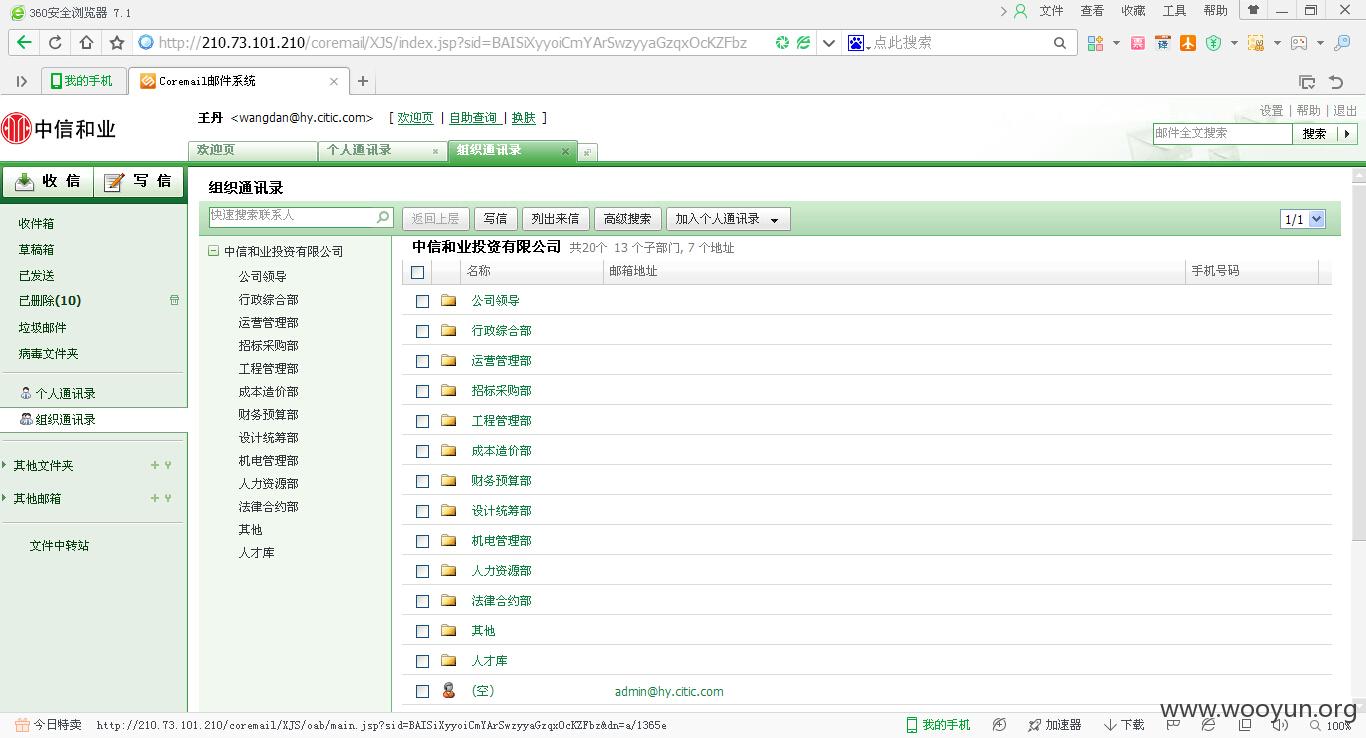 360安全浏览器 7.1
文件 查看 收藏 工具 帮助
http://210.73.101.210/coremail/XJS/index.jsp?sid=BAISiXyyoiCmYArSwzyyaGzqxOcKZFbz
点此搜索
我的手机
Coremail邮件系统
中信和业
王丹 <wangdan@hy.citic.com> [ 欢迎页 | 自助查询 | 换肤 ]
设置 | 帮助 | 退出
邮件全文搜索 搜索
欢迎页 个人通讯录 组织通讯录
收 信 写 信
收件箱
草稿箱
已发送
已删除(10)
垃圾邮件
病毒文件夹
个人通讯录
组织通讯录
其他文件夹
其他邮箱
文件中转站
组织通讯录
快速搜索联系人 返回上层 写信 列出来信 高级搜索 加入个人通讯录 1/1
中信和业投资有限公司
公司领导
行政综合部
运营管理部
招标采购部
工程管理部
成本造价部
财务预算部
设计统筹部
机电管理部
人力资源部
法律合约部
其他
人才库
中信和业投资有限公司 共20个 13 个子部门, 7 个地址
名称 邮箱地址 手机号码
公司领导
行政综合部
运营管理部
招标采购部
工程管理部
成本造价部
财务预算部
设计统筹部
机电管理部
人力资源部
法律合约部
其他
人才库
(空) admin@hy.citic.com
今日特卖 http://210.73.101.210/coremail/XJS/oab/main.jsp?sid=BAISiXyyoiCmYArSwzyyaGzqxOcKZFbz&dn=a/1365e
我的手机 加速器 下载 100%
www.wooyun.org